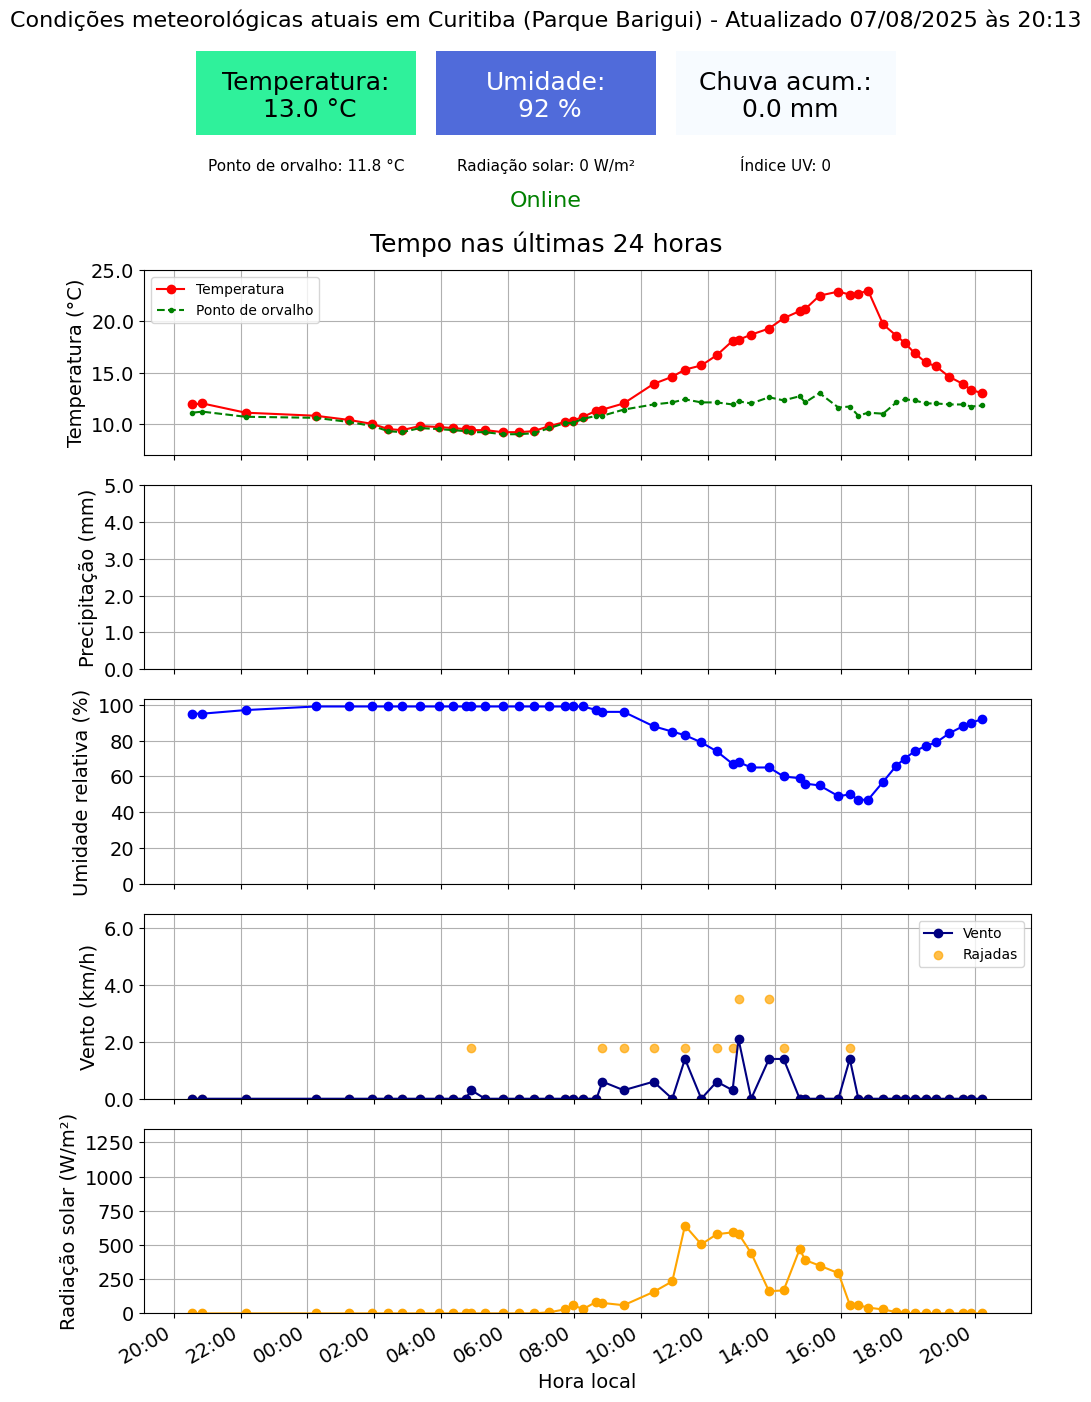 Condições meteorológicas atuais em Curitiba (Parque Barigui) - Atualizado 07/08/2025 às 20:13
Temperatura:
13.0 °C
Umidade:
92 %
Chuva acum.:
0.0 mm
Ponto de orvalho: 11.8 °C
Radiação solar: 0 W/m²
Índice UV: 0
Online
Tempo nas últimas 24 horas
Temperatura (°C)
25.0
20.0
15.0
10.0
Temperatura
Ponto de orvalho
Precipitação (mm)
5.0
4.0
3.0
2.0
1.0
0.0
Umidade relativa (%)
100
80
60
40
20
0
Vento (km/h)
6.0
4.0
2.0
0.0
Vento
Rajadas
Radiação solar (W/m²)
1250
1000
750
500
250
0
20:00
22:00
00:00
02:00
04:00
06:00
08:00
10:00
12:00
14:00
16:00
18:00
20:00
Hora local